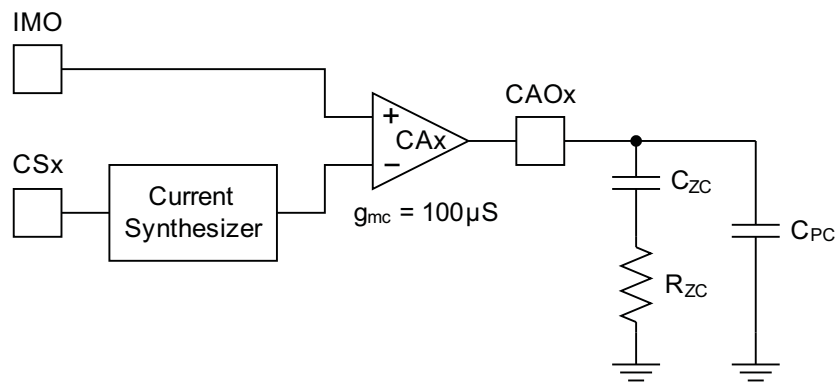 IMO
CSx
Current
Synthesizer
+
−
CAx
gmc = 100µS
CAOx
CZC
RZC
CPC